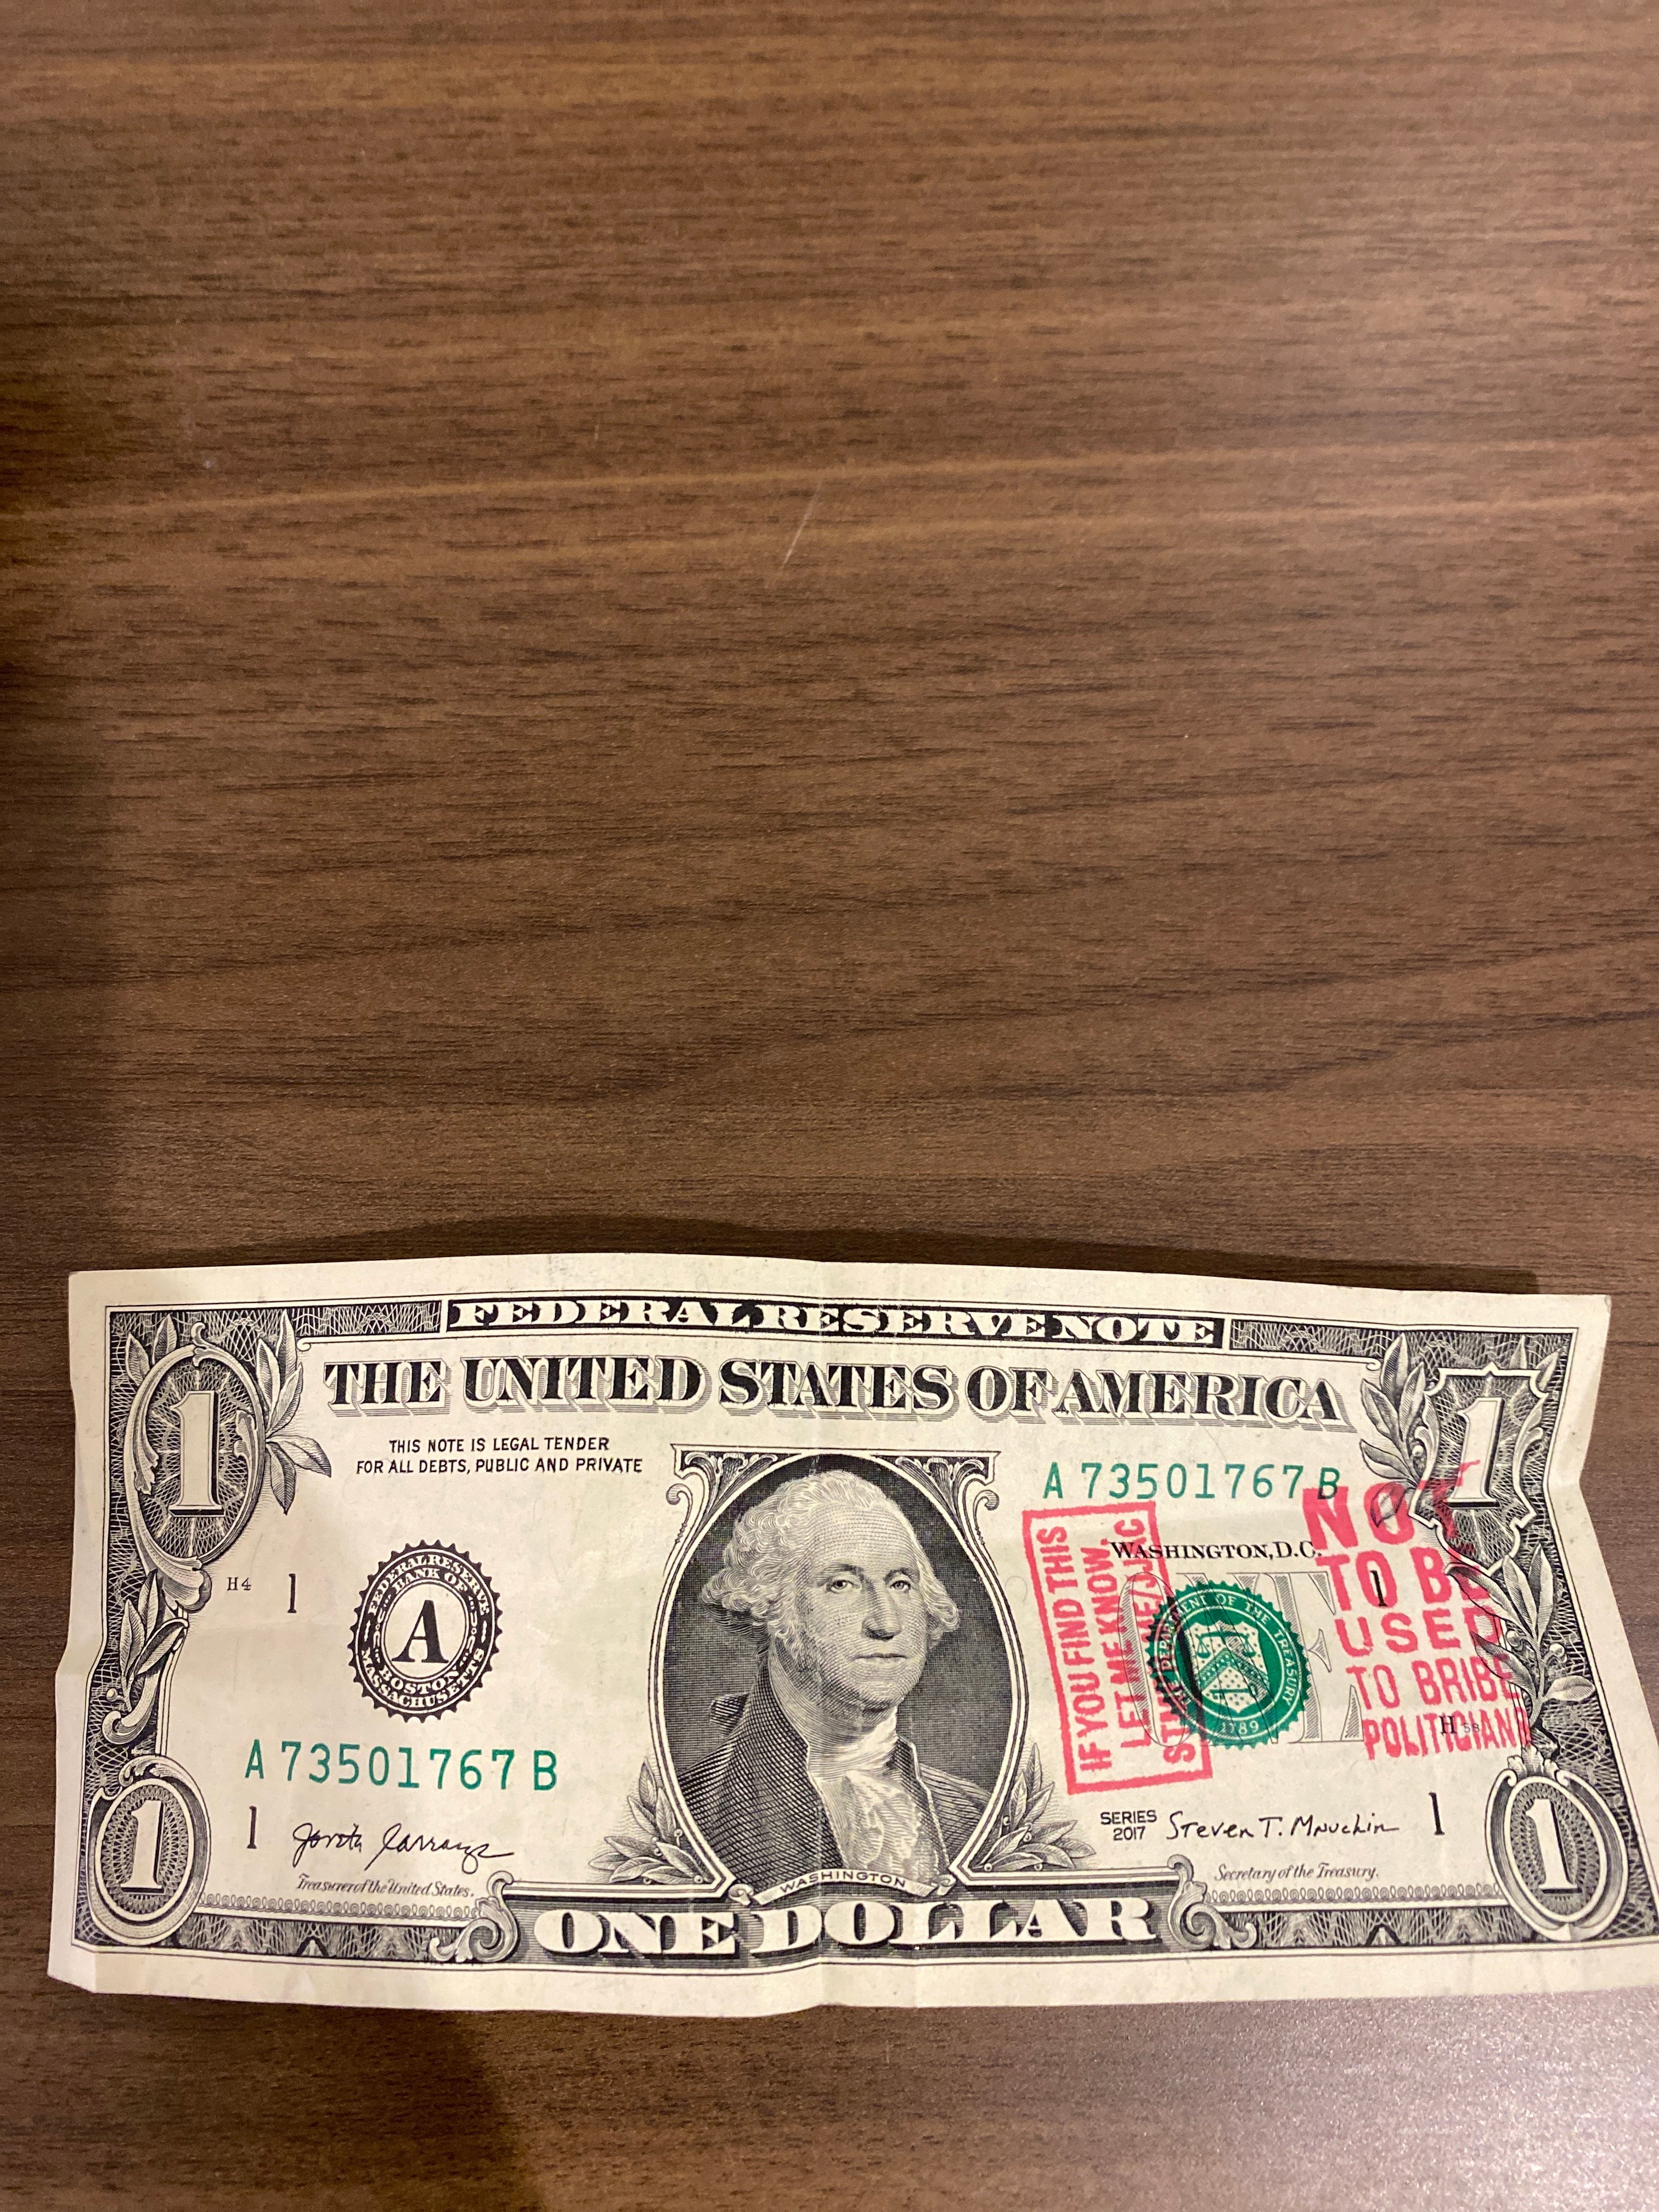 FEDERAL RESERVE NOTE
THE UNITED STATES OF AMERICA
1
1
THIS NOTE IS LEGAL TENDER
FOR ALL DEBTS, PUBLIC AND PRIVATE
A 73501767 B
WASHINGTON, D.C.
H4
1
FEDERAL RESERVE BANK OF BOSTON MASSACHUSETTS
A
IF YOU FIND THIS
LET ME KNOW.
THE DEPARTMENT OF THE TREASURY
1789
NOT
TO BE
USED
TO BRIBE
POLITICIAN
1
H 58
A 73501767 B
1
SERIES
2017
Steven T. Mnuchin
1
Treasurer of the United States.
Secretary of the Treasury.
WASHINGTON
1
1
ONE DOLLAR